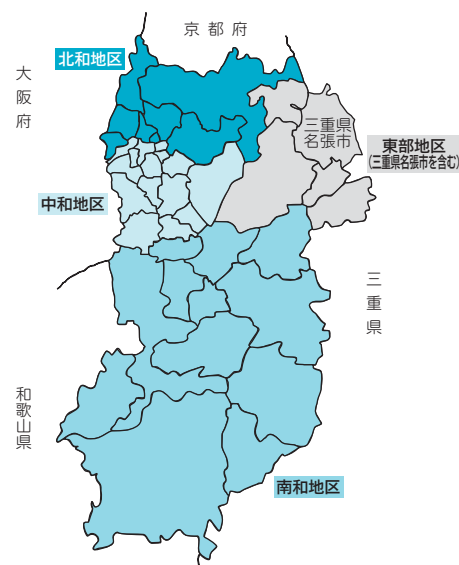 京都府
北和地区
大阪府
三重県
名張市
東部地区
(三重県名張市を含む)
中和地区
三重県
和歌山県
南和地区